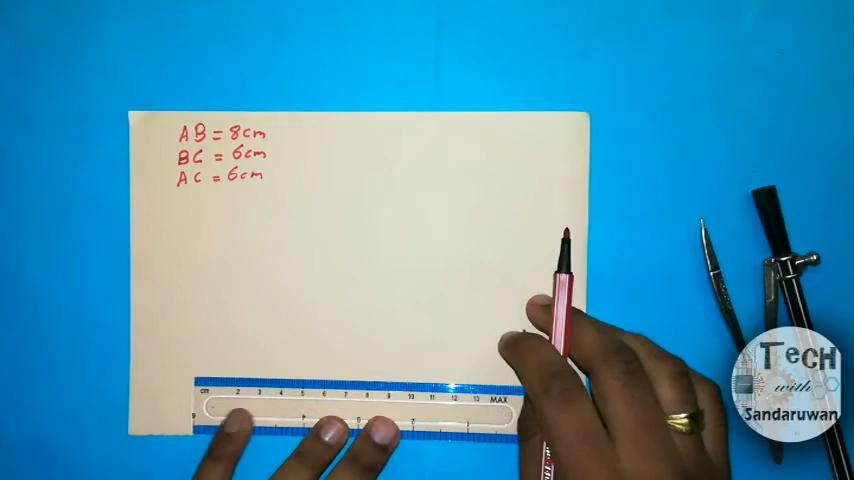 AB = 8cm
BC = 6cm
AC = 6cm
cm 2 3 4 5 6 7 8 9 10 11 12 13 MAX
TecH
with
Sandaruwan